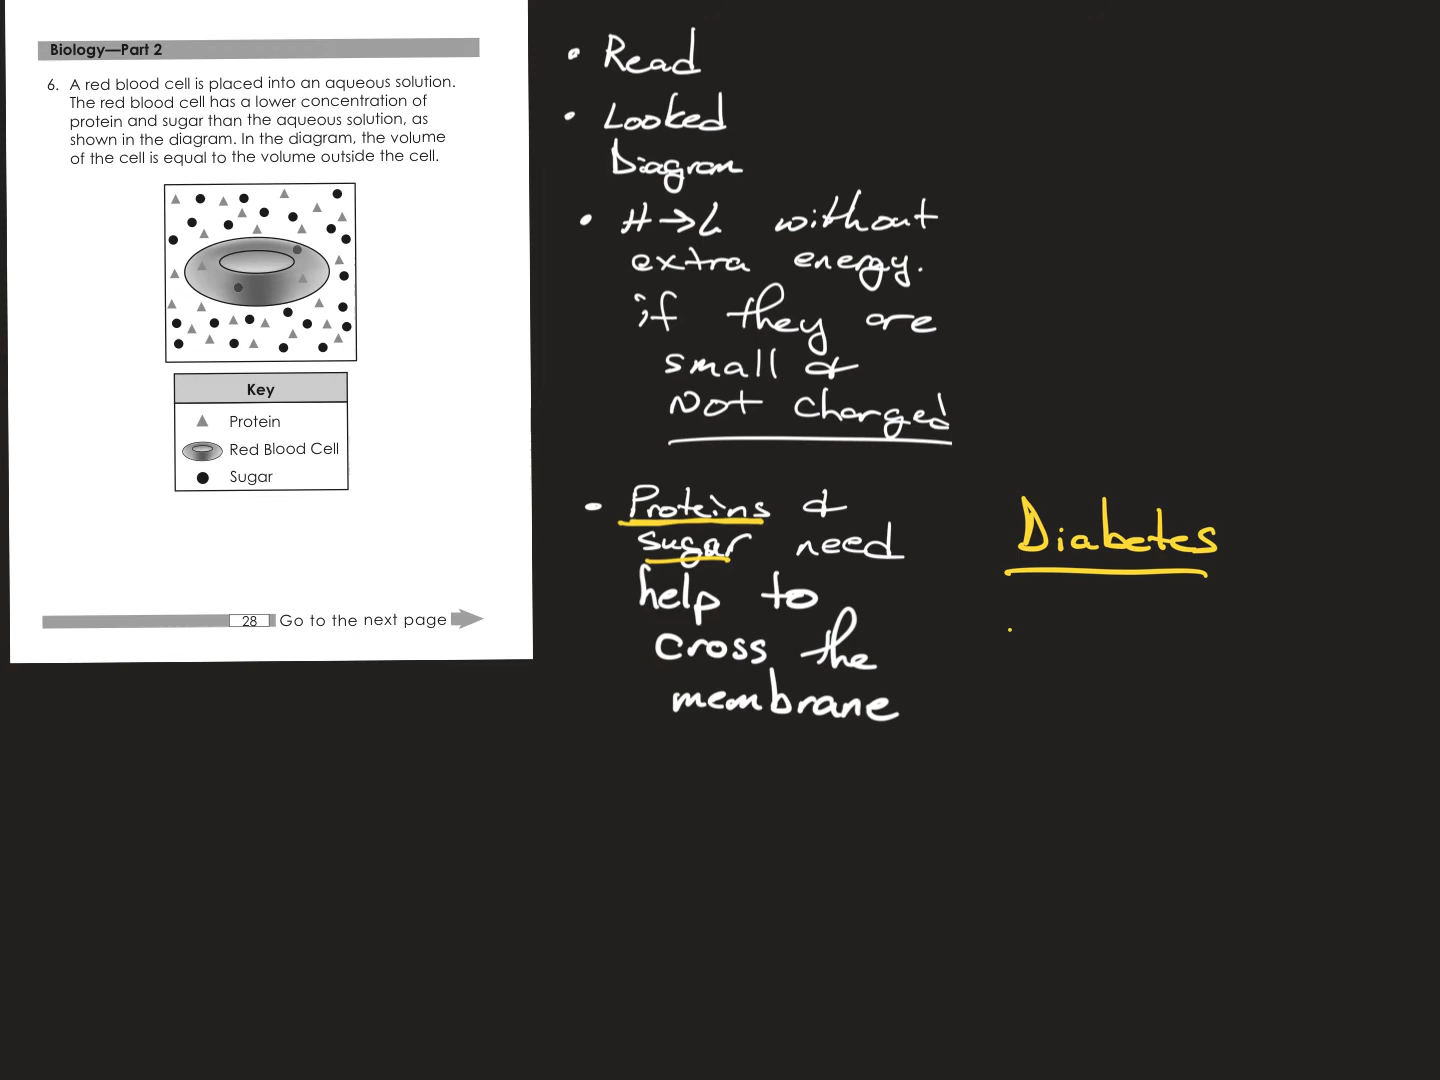 Biology—Part 2
6. A red blood cell is placed into an aqueous solution.
The red blood cell has a lower concentration of
protein and sugar than the aqueous solution, as
shown in the diagram. In the diagram, the volume
of the cell is equal to the volume outside the cell.
Key
Protein
Red Blood Cell
Sugar
28 Go to the next page
• Read
• Looked
Diagram
• H→L without
extra energy.
if they are
small &
Not charged
• Proteins &
sugar need
help to
cross the
membrane
Diabetes